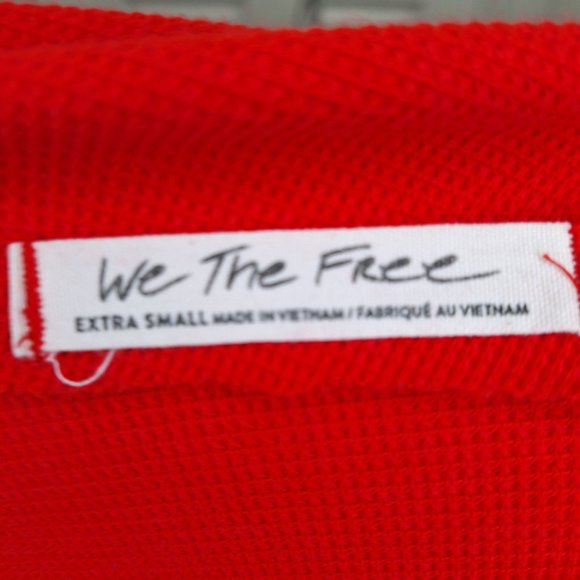 We The Free
EXTRA SMALL MADE IN VIETNAM / FABRIQUÉ AU VIETNAM